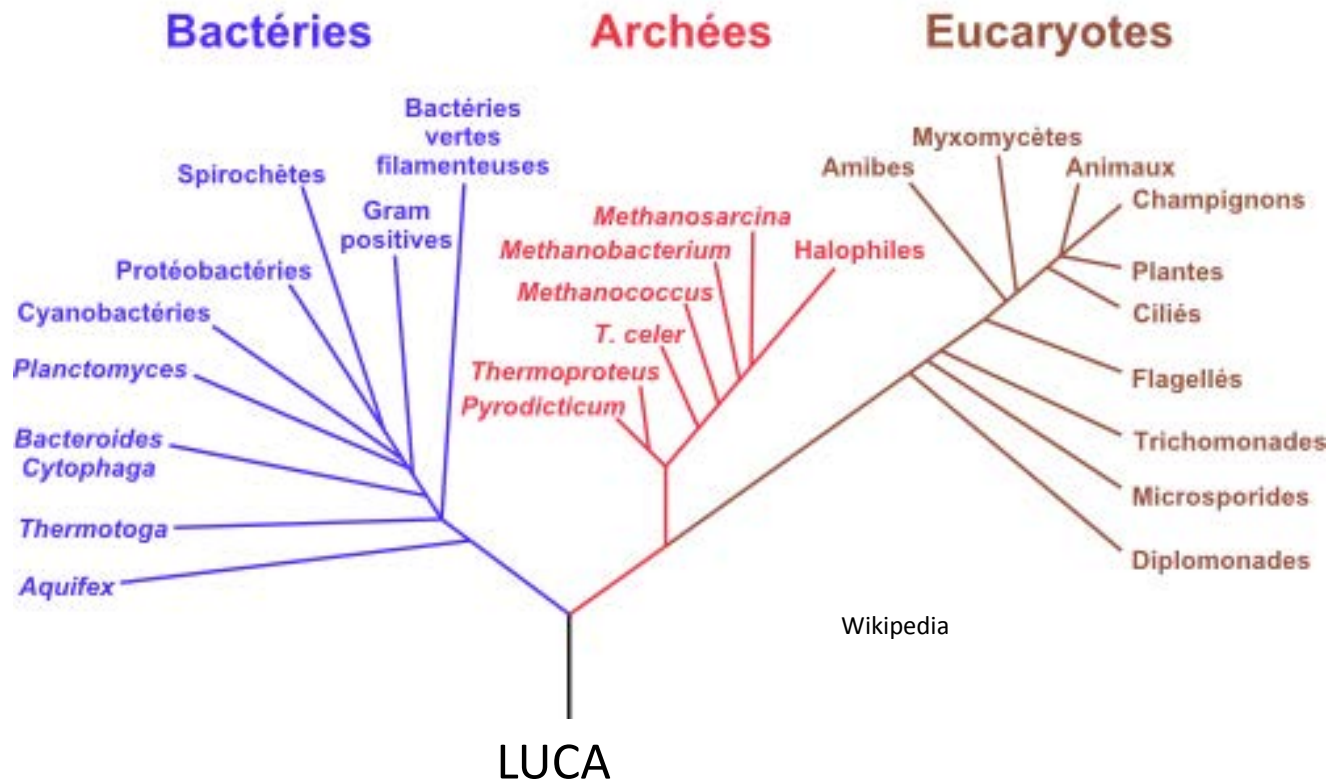 Bactéries
Archées
Eucaryotes
Bactéries
vertes
filamenteuses
Spirochètes
Gram
positives
Protéobactéries
Cyanobactéries
Planctomyces
Bacteroides
Cytophaga
Thermotoga
Aquifex
Methanosarcina
Methanobacterium
Halophiles
Methanococcus
T. celer
Thermoproteus
Pyrodicticum
Myxomycètes
Amibes
Animaux
Champignons
Plantes
Ciliés
Flagellés
Trichomonades
Microsporides
Diplomonades
Wikipedia
LUCA